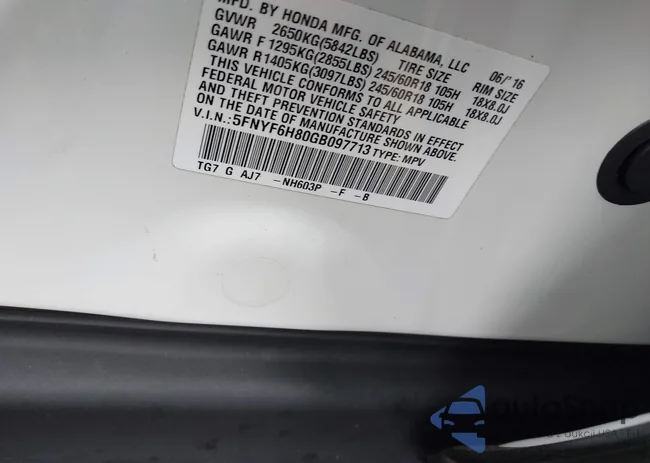 MFD. BY HONDA MFG. OF ALABAMA, LLC 06/'16
GVWR 2650KG(5842LBS) TIRE SIZE RIM SIZE
GAWR F 1295KG(2855LBS) 245/60R18 105H 18X8.0J
GAWR R 1405KG(3097LBS) 245/60R18 105H 18X8.0J
THIS VEHICLE CONFORMS TO ALL APPLICABLE
FEDERAL MOTOR VEHICLE SAFETY
AND THEFT PREVENTION STANDARDS IN EFFECT
ON THE DATE OF MANUFACTURE SHOWN ABOVE.
V.I.N.: 5FNYF6H80GB097713 TYPE: MPV
TG7 G AJ7 -NH603P -F -B